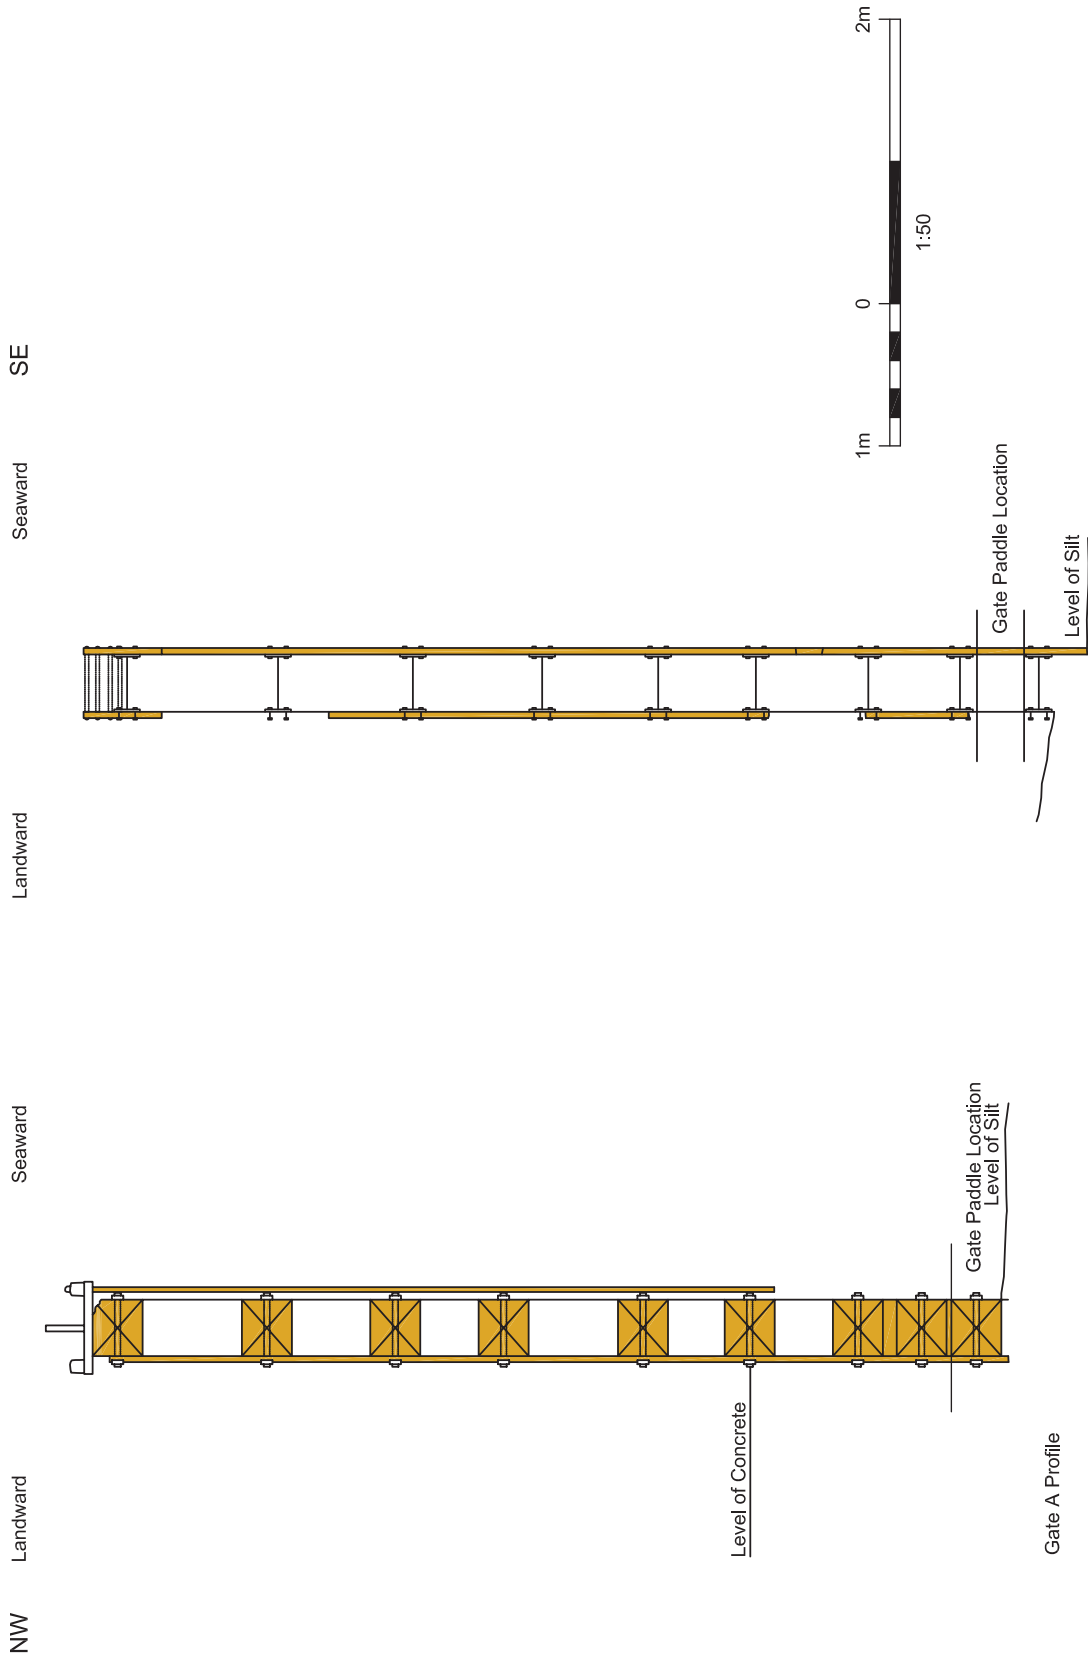 NW
SE
Landward
Seaward
Landward
Seaward
Level of Concrete
Gate Paddle Location
Level of Silt
Gate Paddle Location
Level of Silt
1m
0
2m
1:50
Gate A Profile